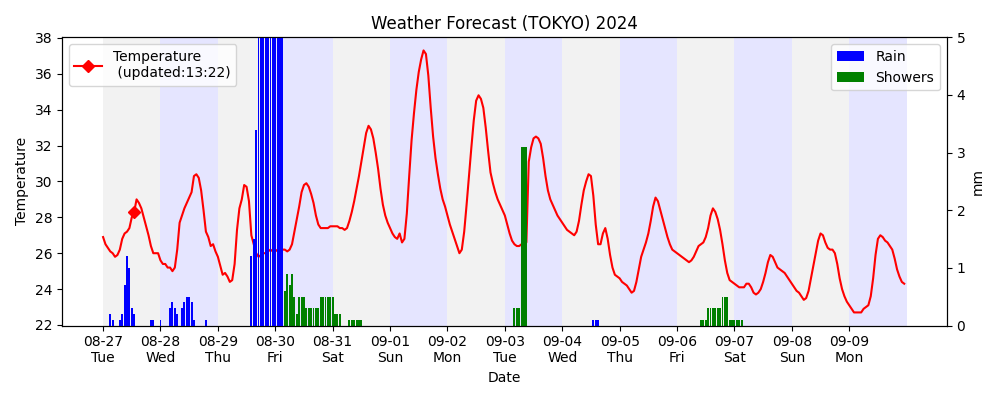 Weather Forecast (TOKYO) 2024
Temperature
(updated:13:22)
Rain
Showers
Temperature
38
36
34
32
30
28
26
24
22
5
4
3
2
1
0
mm
08-27 08-28 08-29 08-30 08-31 09-01 09-02 09-03 09-04 09-05 09-06 09-07 09-08 09-09
Tue Wed Thu Fri Sat Sun Mon Tue Wed Thu Fri Sat Sun Mon
Date